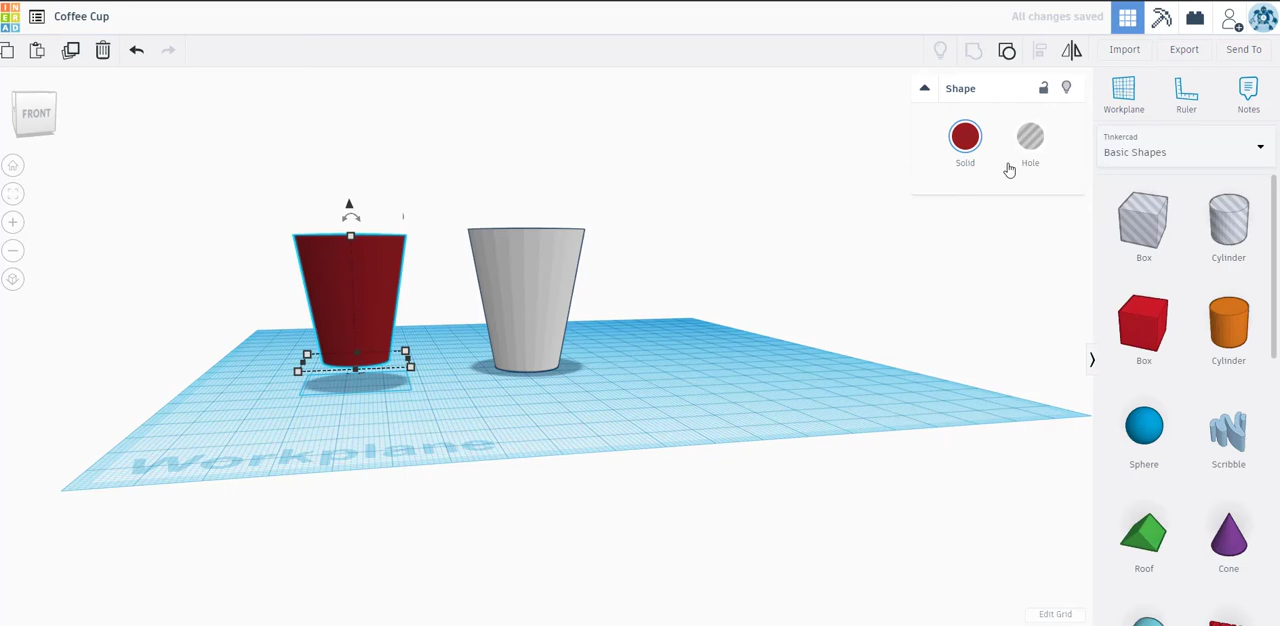 TINKERCAD
Coffee Cup
All changes saved
Import
Export
Send To
FRONT
Shape
Solid
Hole
Workplane
Ruler
Notes
Tinkercad
Basic Shapes
Box
Cylinder
Box
Cylinder
Sphere
Scribble
Roof
Cone
Workplane
Edit Grid